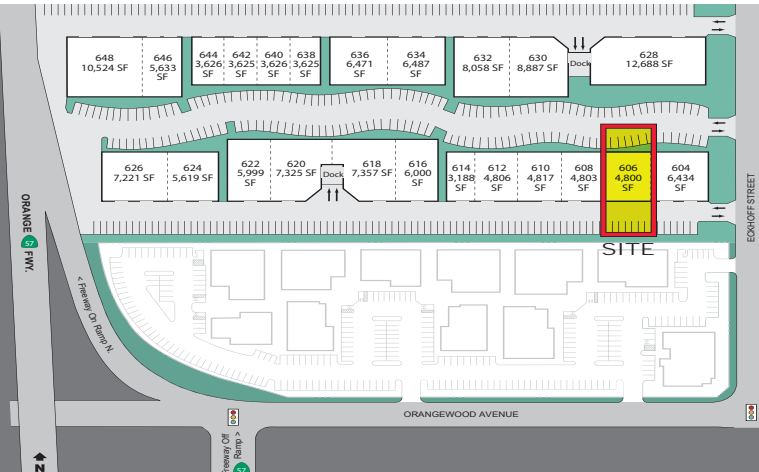 648
10,524 SF
646
5,633
SF
644
3,626
SF
642
3,625
SF
640
3,626
SF
638
3,625
SF
636
6,471
SF
634
6,487
SF
632
8,058 SF
630
8,887 SF
Dock
628
12,688 SF
626
7,221 SF
624
5,619 SF
622
5,999
SF
620
7,325 SF
Dock
618
7,357 SF
616
6,000
SF
614
3,188
SF
612
4,806
SF
610
4,817
SF
608
4,803
SF
606
4,800
SF
604
6,434
SF
SITE
ECKHOFF STREET
ORANGE
57
FWY.
< Freeway On Ramp N.
ORANGEWOOD AVENUE
Freeway Off
Ramp >
57
N